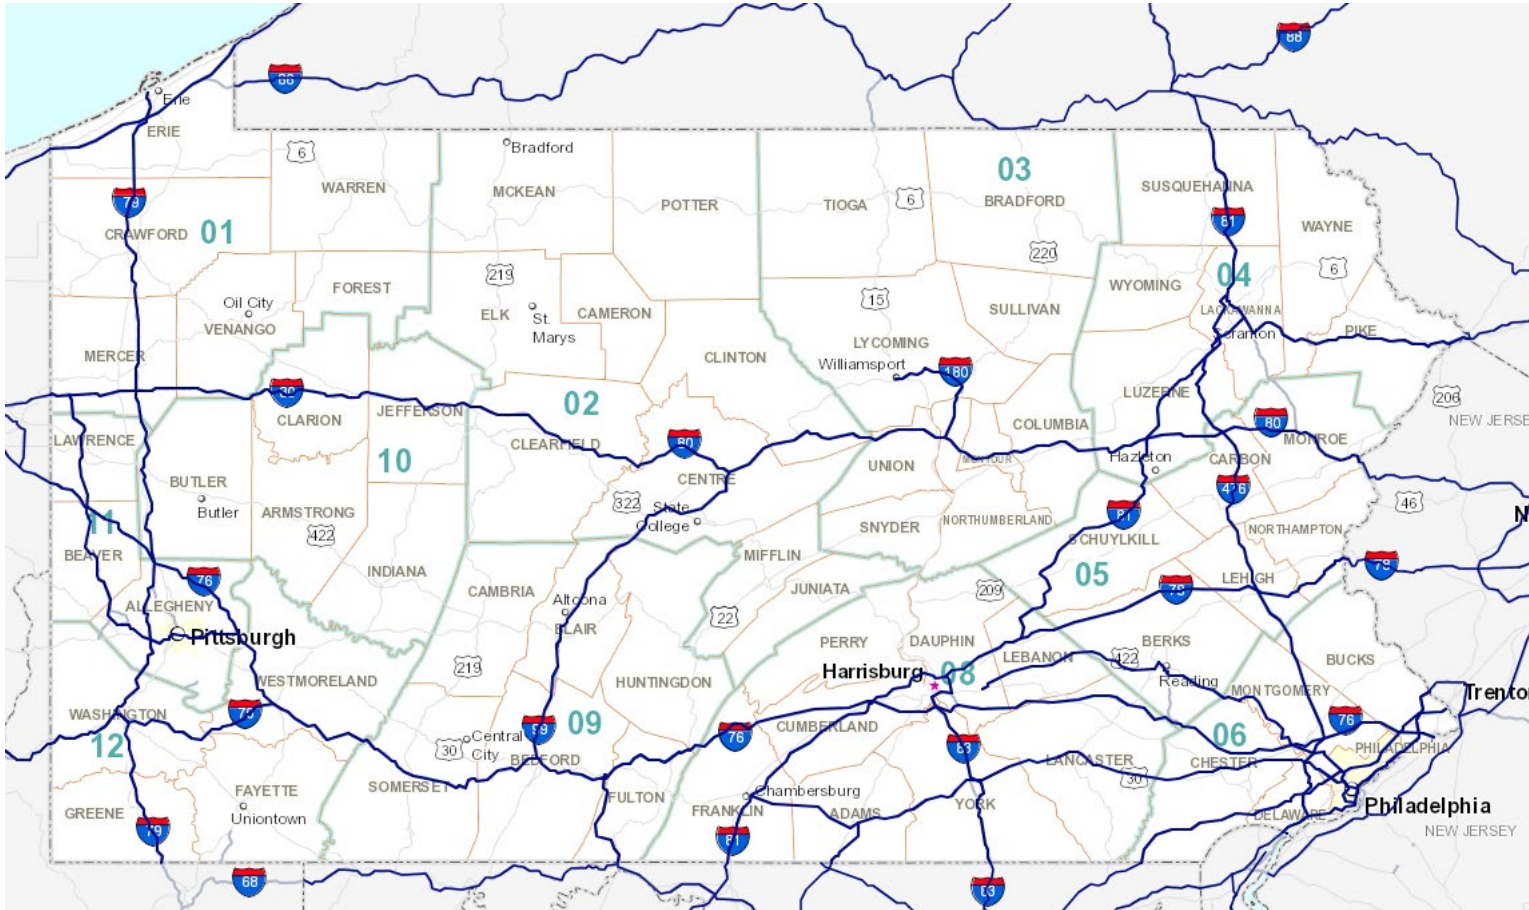 88
86
Erie
ERIE
6
Bradford
03
WARREN
MCKEAN
SUSQUEHANNA
79
POTTER
TIOGA
6
BRADFORD
81
CRAWFORD
01
WAYNE
220
219
6
04
FOREST
WYOMING
Oil City
15
VENANGO
ELK
St.
Marys
CAMERON
SULLIVAN
LACKAWANNA
Scranton
PIKE
MERCER
CLINTON
LYCOMING
Williamsport
180
80
LUZERNE
206
NEW JERSE
CLARION
JEFFERSON
02
COLUMBIA
80
MONROE
LAWRENCE
CLEARFIELD
80
10
UNION
MONTOUR
Hazleton
CARBON
BUTLER
Butler
CENTRE
476
322
State
College
46
N
11
ARMSTRONG
422
SNYDER
NORTHUMBERLAND
81
NORTHAMPTON
BEAVER
SCHUYLKILL
MIFFLIN
78
76
INDIANA
05
LEHIGH
CAMBRIA
JUNIATA
209
78
ALLEGHENY
Altoona
22
Pittsburgh
BLAIR
PERRY
DAUPHIN
BERKS
LEBANON
422
BUCKS
219
Harrisburg
08
Reading
WESTMORELAND
HUNTINGDON
MONTGOMERY
Trento
WASHINGTON
70
12
99
09
CUMBERLAND
76
06
76
30
Central
City
83
PHILADELPHIA
BEDFORD
LANCASTER
CHESTER
30
SOMERSET
FAYETTE
Uniontown
FULTON
Chambersburg
YORK
Philadelphia
GREENE
FRANKLIN
ADAMS
DELAWARE
79
81
NEW JERSEY
68
83